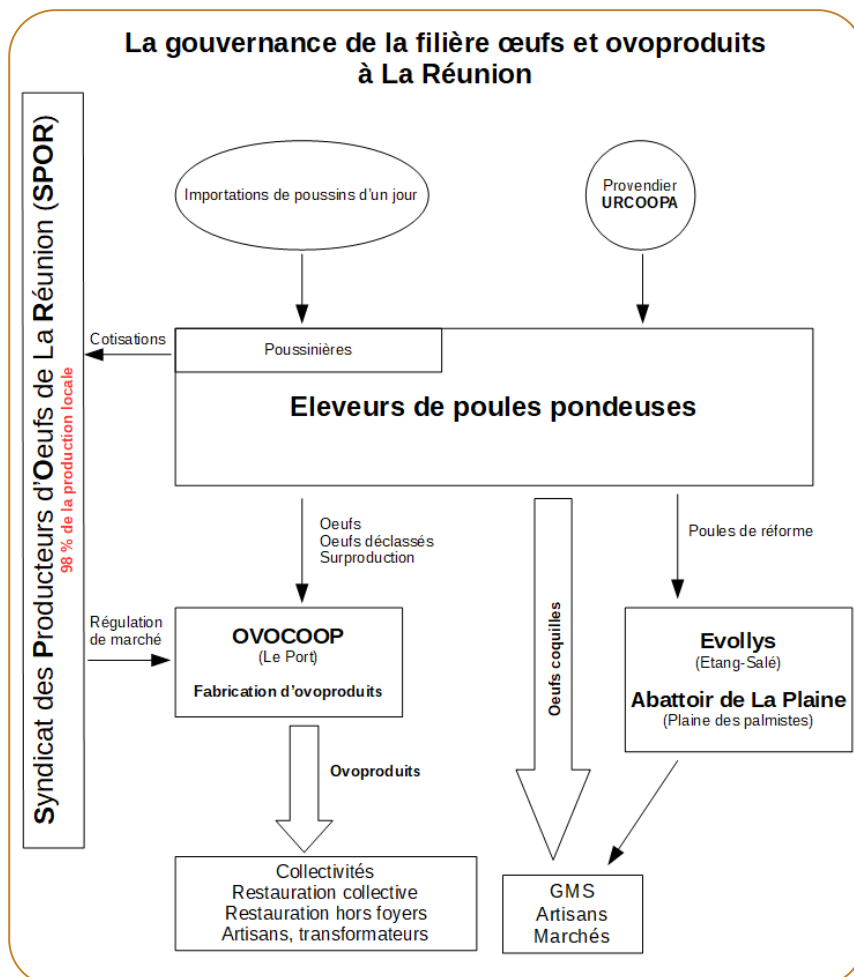 La gouvernance de la filière œufs et ovoproduits
à La Réunion
Syndicat des Producteurs d'Oeufs de La Réunion (SPOR)
98 % de la production locale
Importations de poussins d'un jour
Provendier
URCOOPA
Cotisations
Poussinières
Eleveurs de poules pondeuses
Oeufs
Oeufs déclassés
Surproduction
Poules de réforme
Régulation
de marché
OVOCOOP
(Le Port)
Fabrication d'ovoproduits
Oeufs coquilles
Evollys
(Etang-Salé)
Abattoir de La Plaine
(Plaine des palmistes)
Ovoproduits
Collectivités
Restauration collective
Restauration hors foyers
Artisans, transformateurs
GMS
Artisans
Marchés